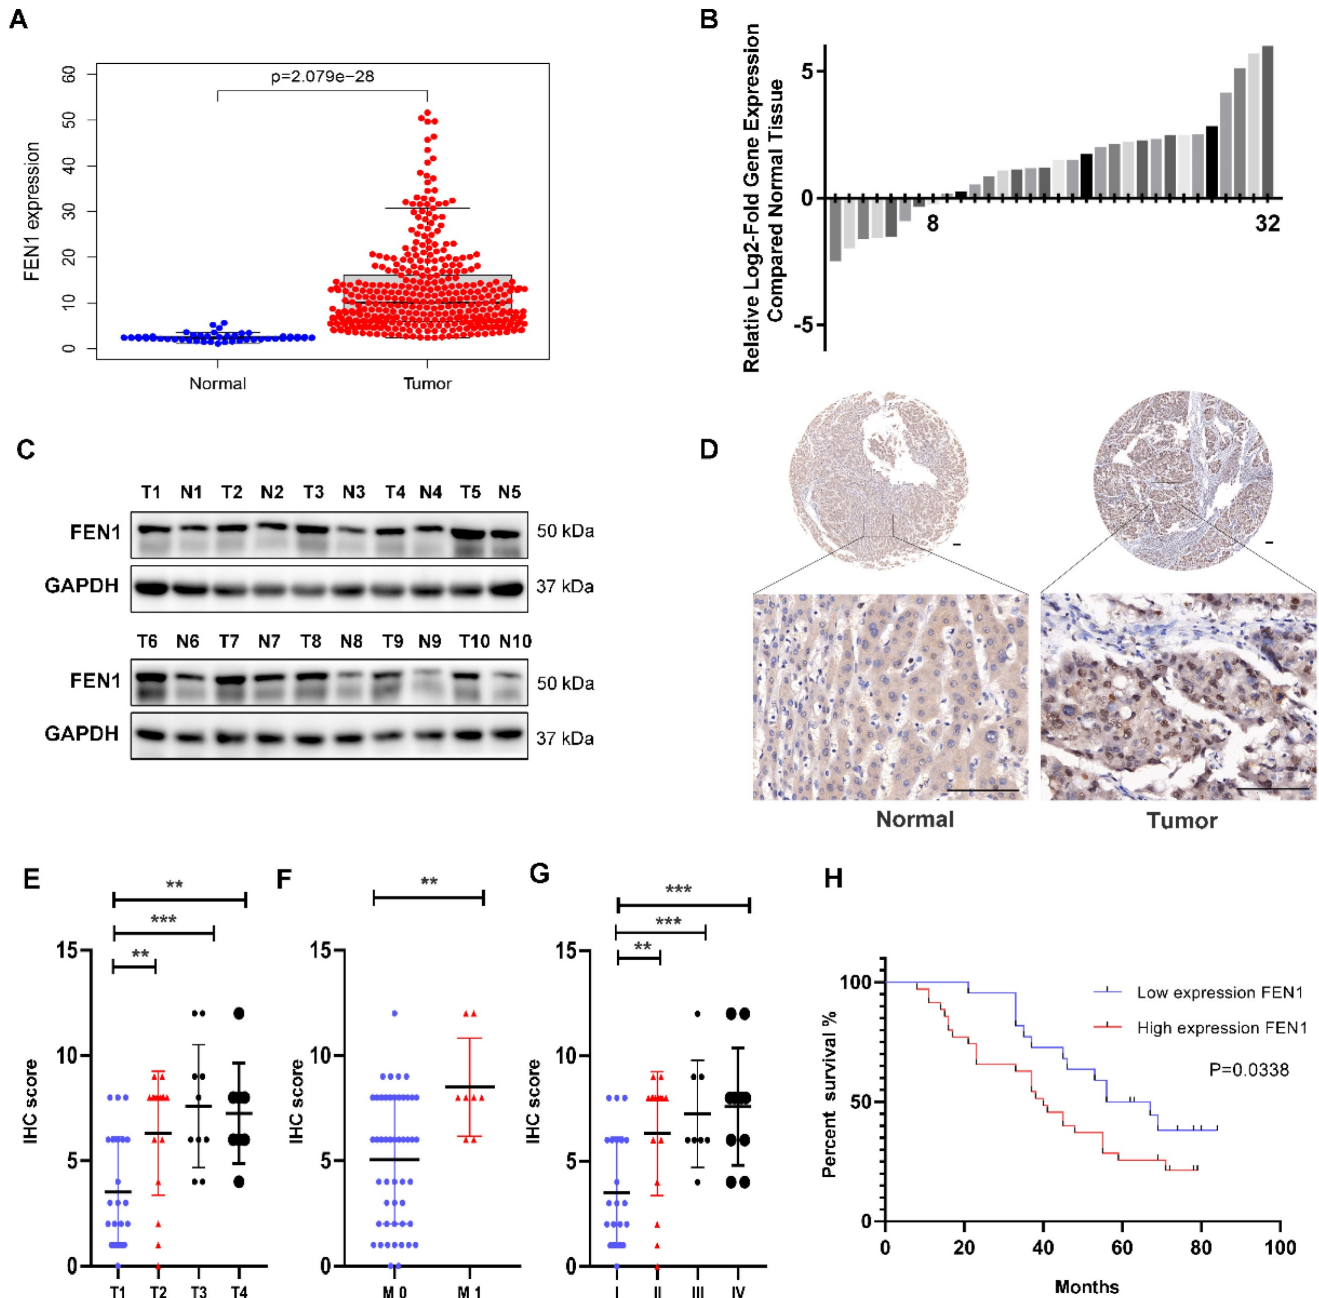 A
p=2.079e−28
FEN1 expression
60
50
40
30
20
10
0
Normal
Tumor
B
Relative Log2-Fold Gene Expression
Compared Normal Tissue
5
0
-5
8
32
C
T1 N1 T2 N2 T3 N3 T4 N4 T5 N5
FEN1
50 kDa
GAPDH
37 kDa
T6 N6 T7 N7 T8 N8 T9 N9 T10 N10
FEN1
50 kDa
GAPDH
37 kDa
D
Normal
Tumor
E
**
***
**
IHC score
15
10
5
0
T1 T2 T3 T4
F
**
IHC score
15
10
5
0
M 0 M 1
G
***
***
**
IHC score
15
10
5
0
I II III IV
H
Percent survival %
100
50
0
Low expression FEN1
High expression FEN1
P=0.0338
0 20 40 60 80 100
Months